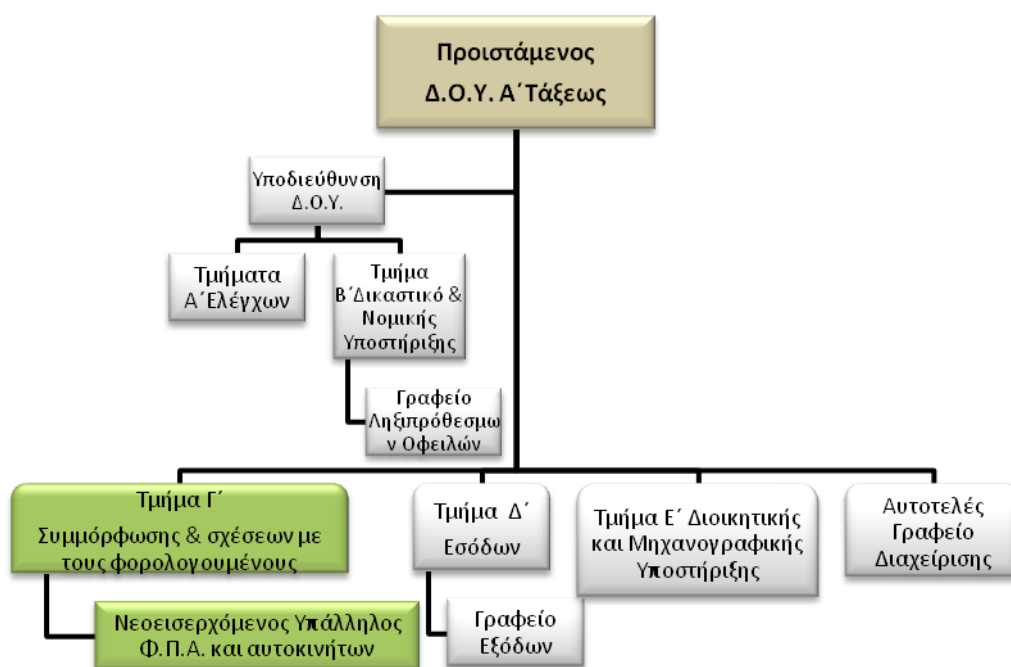 Προιστάμενος
Δ.Ο.Υ. Α΄Τάξεως
Υποδιεύθυνση
Δ.Ο.Υ.
Τμήματα
Α΄Ελέγχων
Τμήμα
Β΄Δικαστικό &
Νομικής
Υποστήριξης
Γραφείο
Ληξιπρόθεσμω
ν Οφειλών
Τμήμα Γ΄
Συμμόρφωσης & σχέσεων με
τους φορολογουμένους
Νεοεισερχόμενος Υπάλληλος
Φ.Π.Α. και αυτοκινήτων
Τμήμα Δ΄
Εσόδων
Γραφείο
Εξόδων
Τμήμα Ε΄ Διοικητικής
και Μηχανογραφικής
Υποστήριξης
Αυτοτελές
Γραφείο
Διαχείρισης